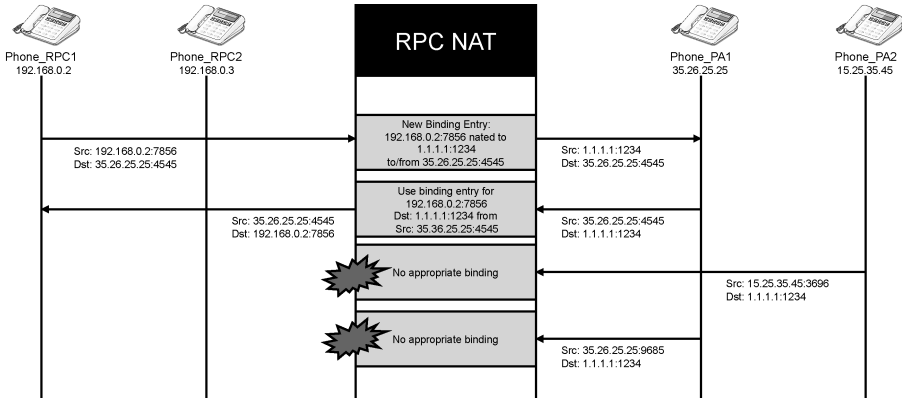 RPC NAT
Phone_RPC1
192.168.0.2
Phone_RPC2
192.168.0.3
Phone_PA1
35.26.25.25
Phone_PA2
15.25.35.45
New Binding Entry:
192.168.0.2:7856 nated to
1.1.1.1:1234
to/from 35.26.25.25:4545
Src: 192.168.0.2:7856
Dst: 35.26.25.25:4545
Src: 1.1.1.1:1234
Dst: 35.26.25.25:4545
Use binding entry for
192.168.0.2:7856
Dst: 1.1.1.1:1234 from
Src: 35.36.25.25:4545
Src: 35.26.25.25:4545
Dst: 192.168.0.2:7856
Src: 35.26.25.25:4545
Dst: 1.1.1.1:1234
No appropriate binding
Src: 15.25.35.45:3696
Dst: 1.1.1.1:1234
No appropriate binding
Src: 35.26.25.25:9685
Dst: 1.1.1.1:1234